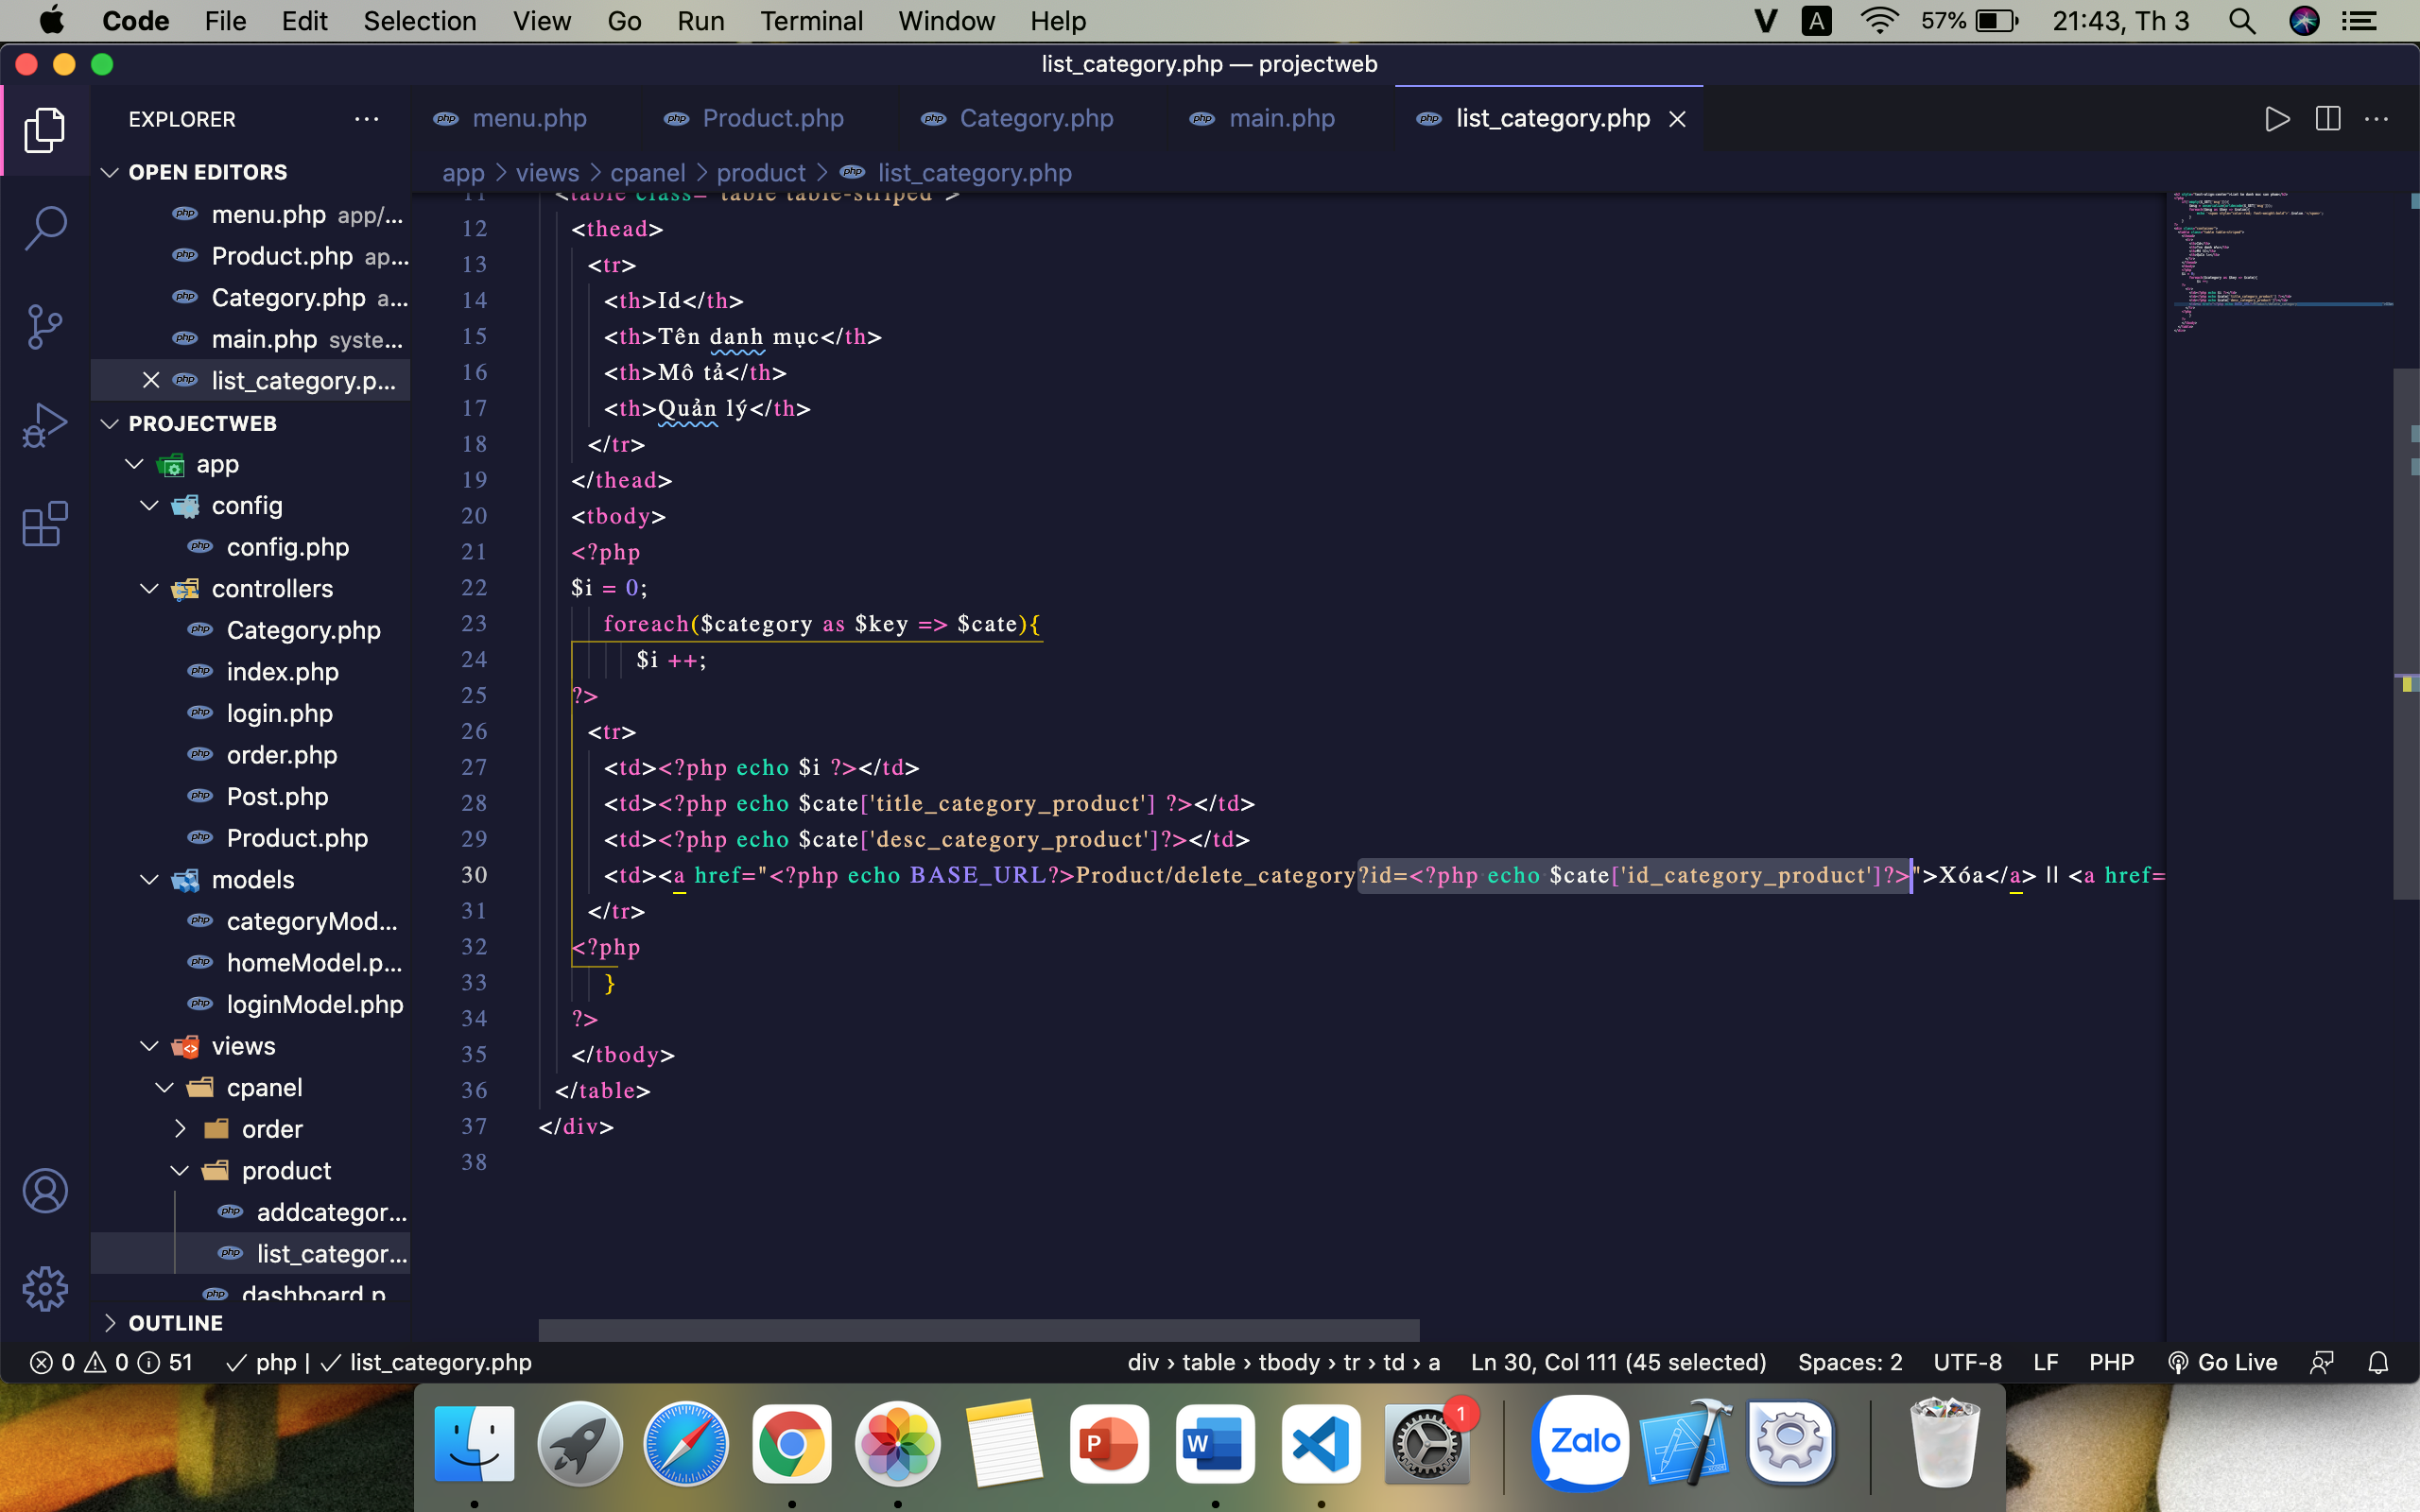 Code File Edit Selection View Go Run Terminal Window Help V A 57% 21:43, Th 3
list_category.php — projectweb
EXPLORER
menu.php Product.php Category.php main.php list_category.php
OPEN EDITORS
app > views > cpanel > product > list_category.php
menu.php app/...
Product.php ap...
Category.php a...
main.php syste...
list_category.p...
PROJECTWEB
app
config
config.php
controllers
Category.php
index.php
login.php
order.php
Post.php
Product.php
models
categoryMod...
homeModel.p...
loginModel.php
views
cpanel
order
product
addcategor...
list_categor...
dashboard.p
OUTLINE
11 <table class="table table-striped">
12 <thead>
13 <tr>
14 <th>Id</th>
15 <th>Tên danh mục</th>
16 <th>Mô tả</th>
17 <th>Quản lý</th>
18 </tr>
19 </thead>
20 <tbody>
21 <?php
22 $i = 0;
23 foreach($category as $key => $cate){
24 $i ++;
25 ?>
26 <tr>
27 <td><?php echo $i ?></td>
28 <td><?php echo $cate['title_category_product'] ?></td>
29 <td><?php echo $cate['desc_category_product']?></td>
30 <td><a href="<?php echo BASE_URL?>Product/delete_category?id=<?php echo $cate['id_category_product']?>">Xóa</a> || <a href=
31 </tr>
32 <?php
33 }
34 ?>
35 </tbody>
36 </table>
37 </div>
38
0 0 51 php | list_category.php div › table › tbody › tr › td › a Ln 30, Col 111 (45 selected) Spaces: 2 UTF-8 LF PHP Go Live
P W 1 Zalo